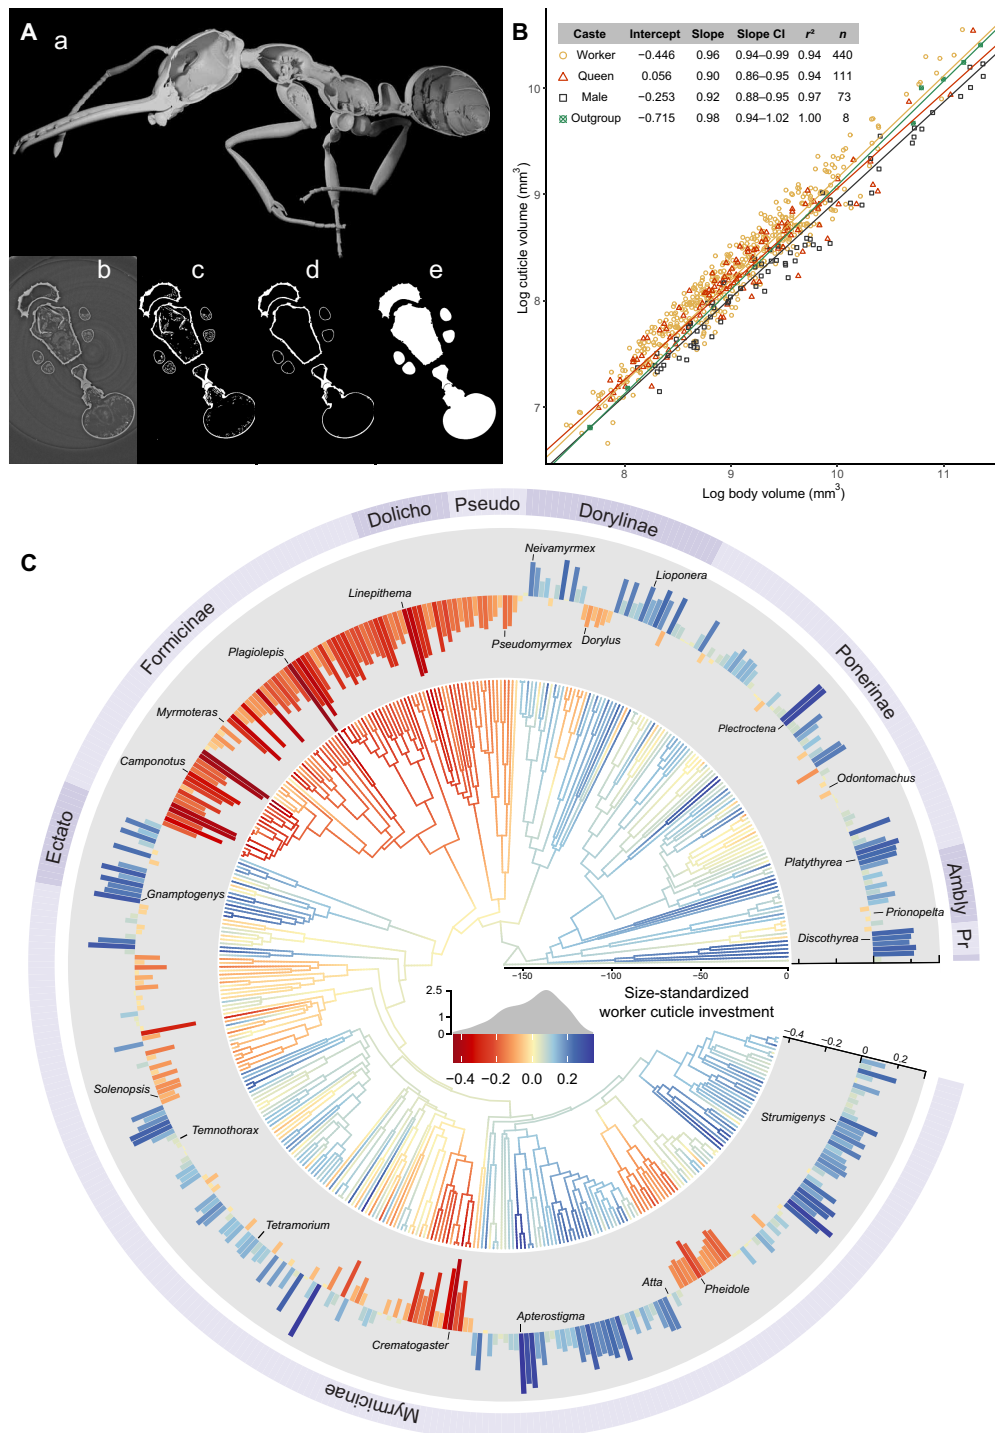 A
a
b
c
d
e
B
Caste Intercept Slope Slope CI r² n
Worker −0.446 0.96 0.94–0.99 0.94 440
Queen 0.056 0.90 0.86–0.95 0.94 111
Male −0.253 0.92 0.88–0.95 0.97 73
Outgroup −0.715 0.98 0.94–1.02 1.00 8
Log cuticle volume (mm³)
10
9
8
7
8 9 10 11
Log body volume (mm³)
C
Dolicho
Pseudo
Dorylinae
Formicinae
Ponerinae
Ectato
Ambly
Pr
Myrmicinae
Neivamyrmex
Lioponera
Linepithema
Pseudomyrmex
Dorylus
Plagiolepis
Myrmoteras
Plectroctena
Camponotus
Odontomachus
Platythyrea
Gnamptogenys
Prionopelta
Discothyrea
−150 −100 −50 0
Size-standardized
worker cuticle investment
2.5
1
0
−0.4 −0.2 0.0 0.2
−0.4 −0.2 0 0.2
Solenopsis
Temnothorax
Strumigenys
Tetramorium
Atta
Pheidole
Apterostigma
Crematogaster